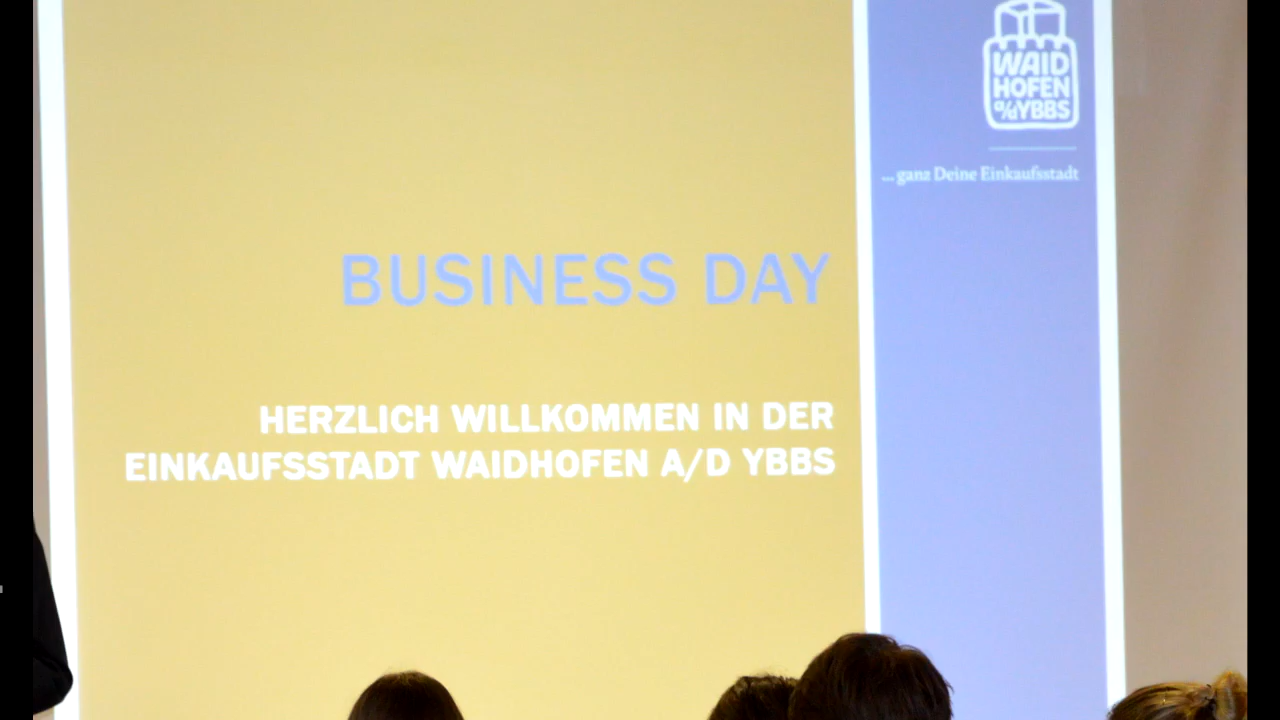 WAID
HOFEN
a/d YBBS
... ganz Deine Einkaufsstadt
BUSINESS DAY
HERZLICH WILLKOMMEN IN DER
EINKAUFSSTADT WAIDHOFEN A/D YBBS